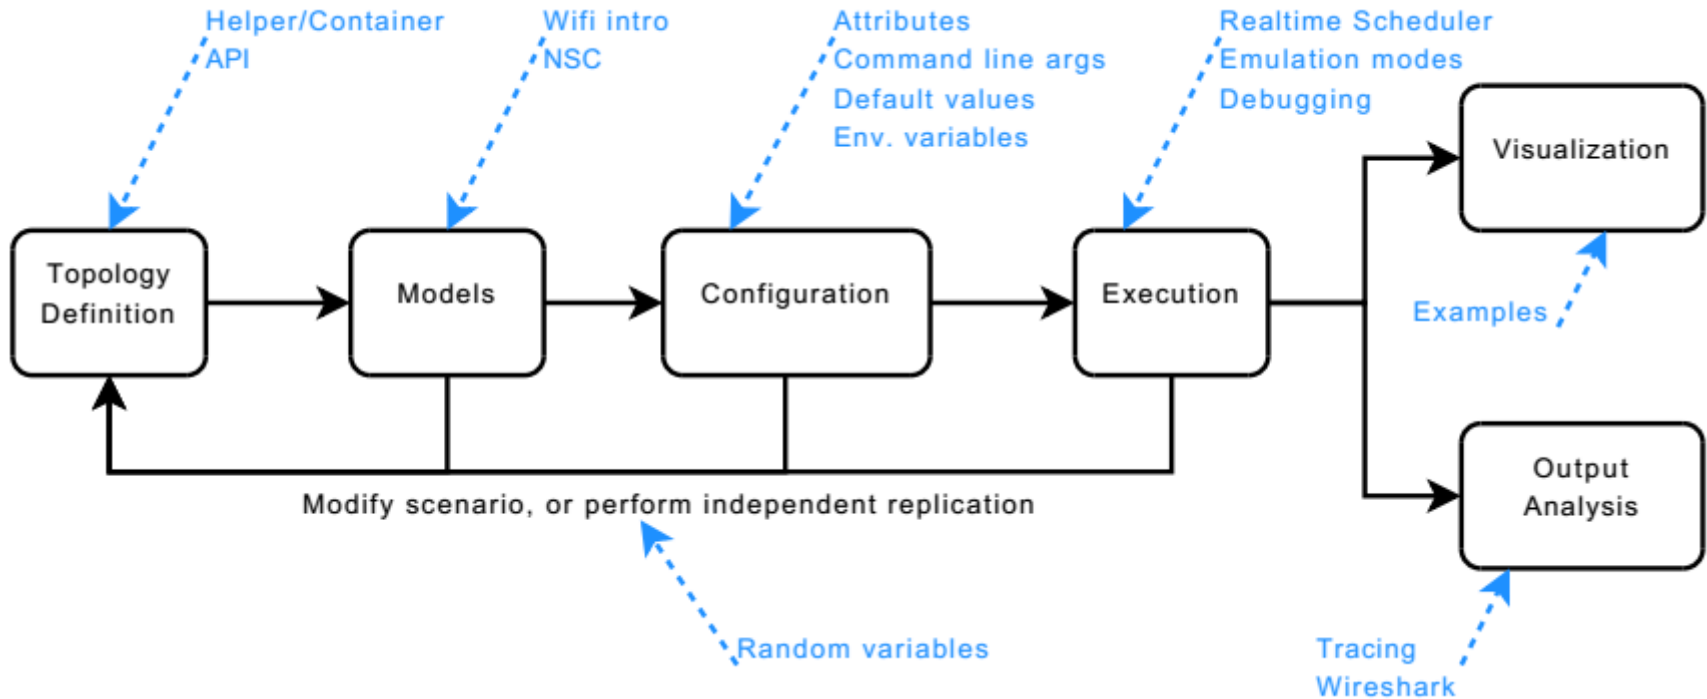 Helper/Container
API
Wifi intro
NSC
Attributes
Command line args
Default values
Env. variables
Realtime Scheduler
Emulation modes
Debugging
Visualization
Topology
Definition
Models
Configuration
Execution
Examples
Output
Analysis
Modify scenario, or perform independent replication
Random variables
Tracing
Wireshark